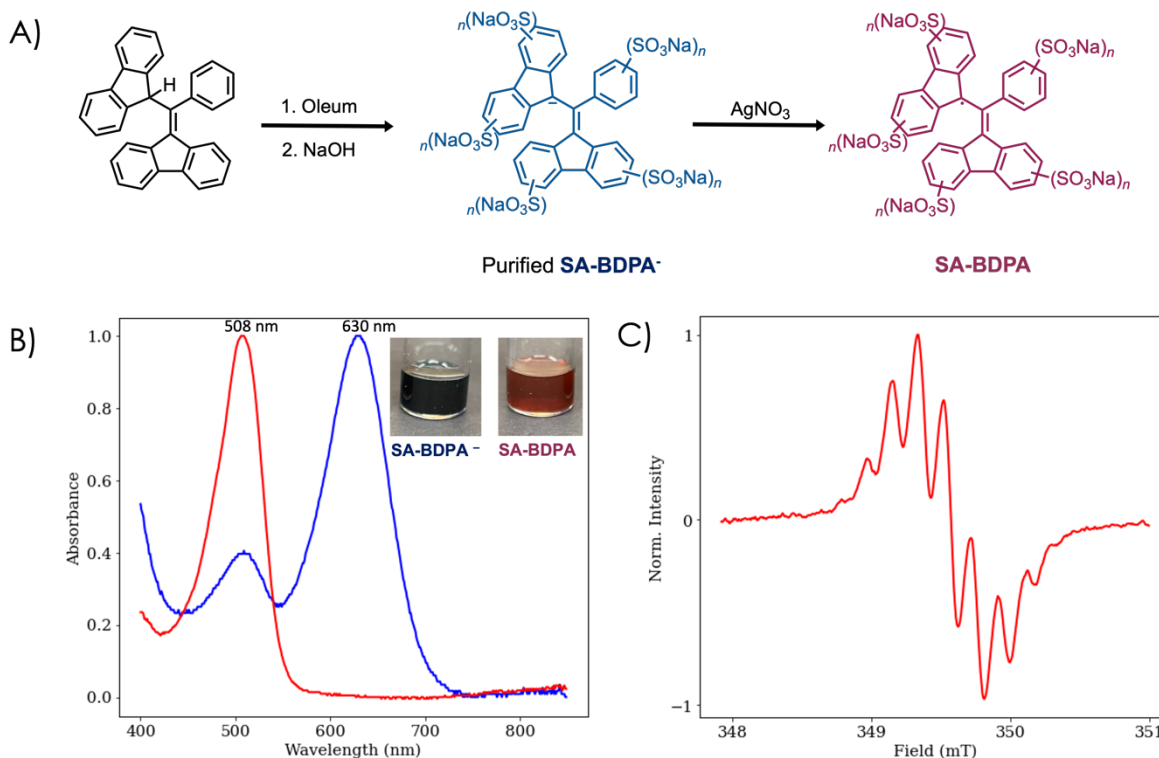 A)
H
1. Oleum
2. NaOH
n(NaO₃S)
(SO₃Na)n
n(NaO₃S)
(SO₃Na)n
n(NaO₃S)
–
Purified SA-BDPA⁻
AgNO₃
n(NaO₃S)
(SO₃Na)n
n(NaO₃S)
(SO₃Na)n
n(NaO₃S)
SA-BDPA
B)
508 nm
630 nm
SA-BDPA ⁻
SA-BDPA
1.0
0.8
0.6
0.4
0.2
0.0
Absorbance
400
500
600
700
800
Wavelength (nm)
C)
1
0
−1
Norm. Intensity
348
349
350
351
Field (mT)